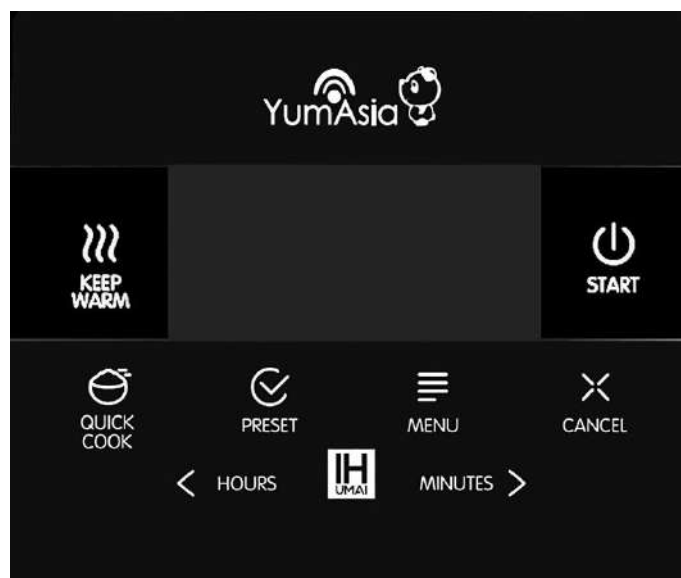 YumAsia
KEEP
WARM
START
QUICK
COOK
PRESET
MENU
CANCEL
< HOURS
IH
UMAI
MINUTES >